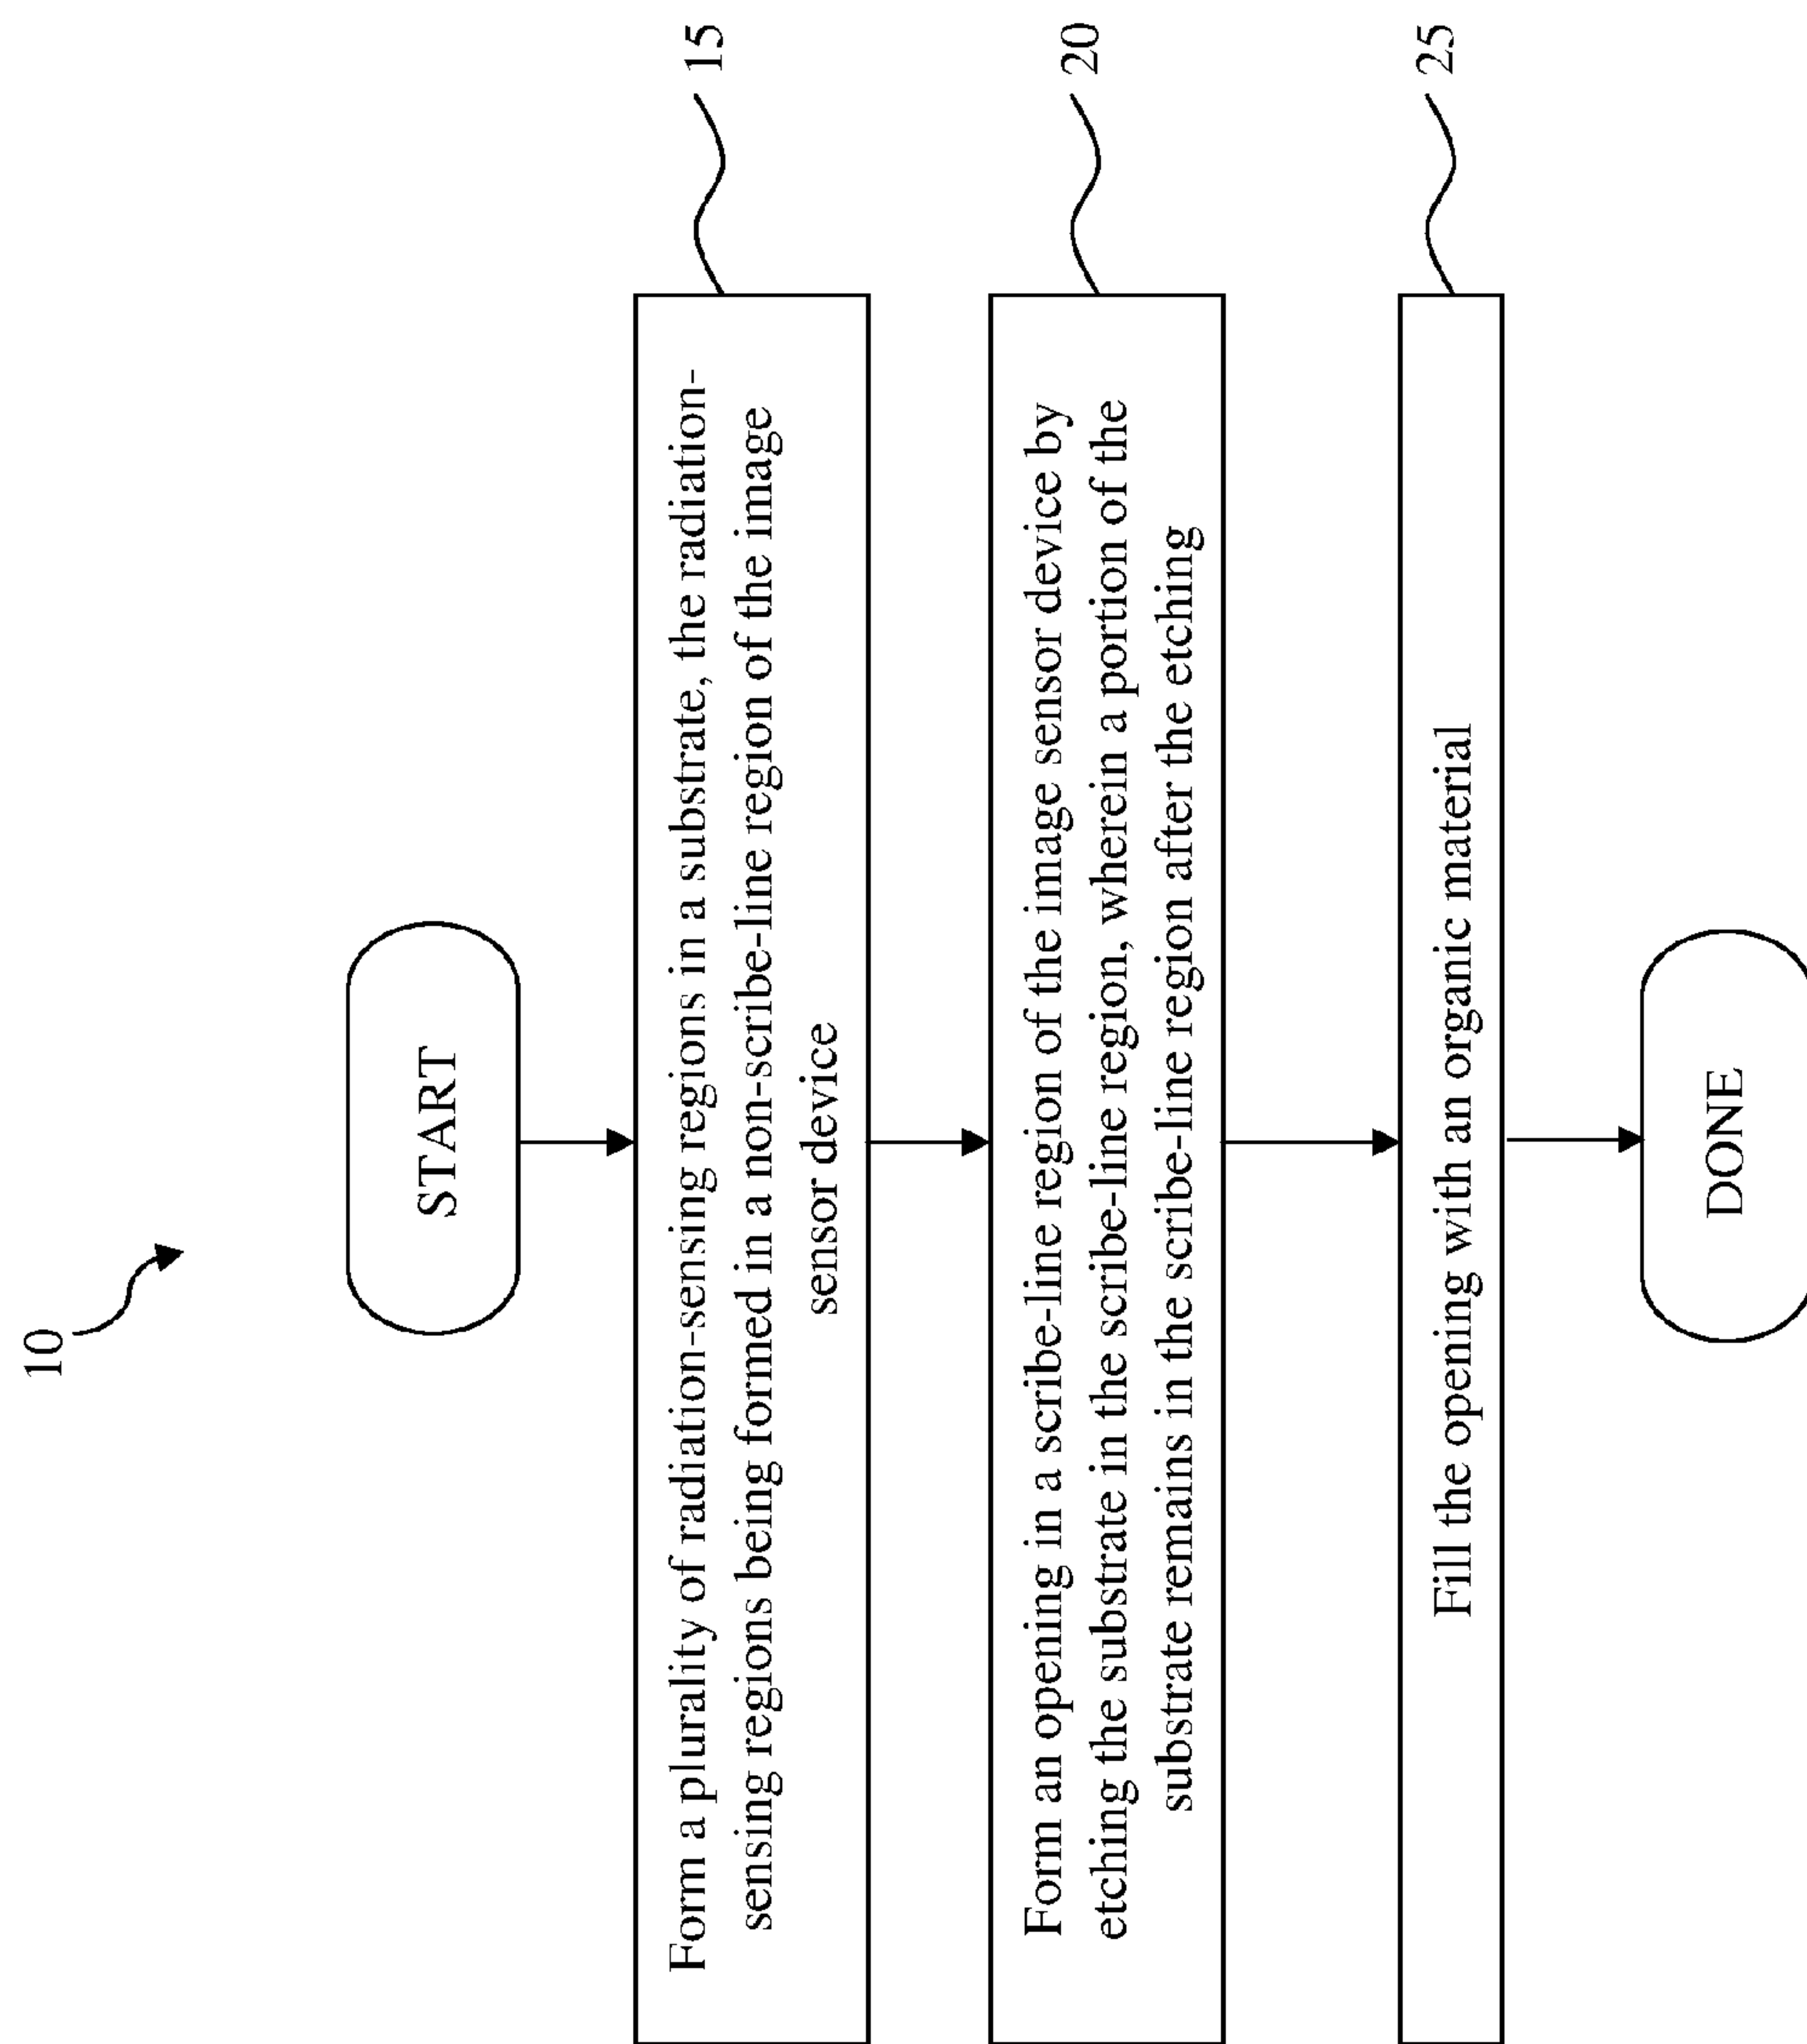 10
START
Form a plurality of radiation-sensing regions in a substrate, the radiation-
sensing regions being formed in a non-scribe-line region of the image
sensor device
15
Form an opening in a scribe-line region of the image sensor device by
etching the substrate in the scribe-line region, wherein a portion of the
substrate remains in the scribe-line region after the etching
20
Fill the opening with an organic material
25
DONE